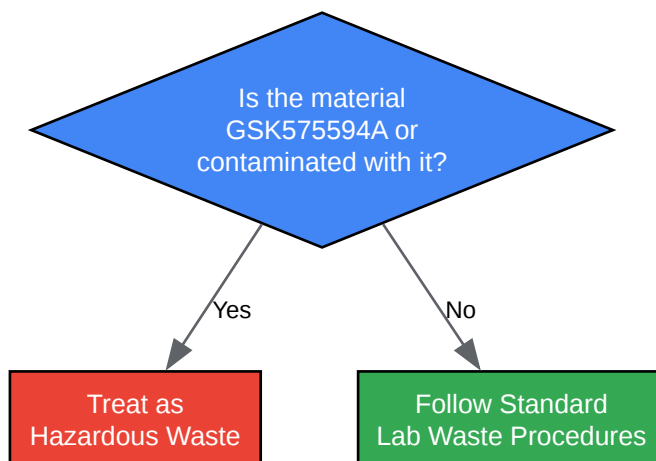 Is the material
GSK575594A or
contaminated with it?
Yes
No
Treat as
Hazardous Waste
Follow Standard
Lab Waste Procedures